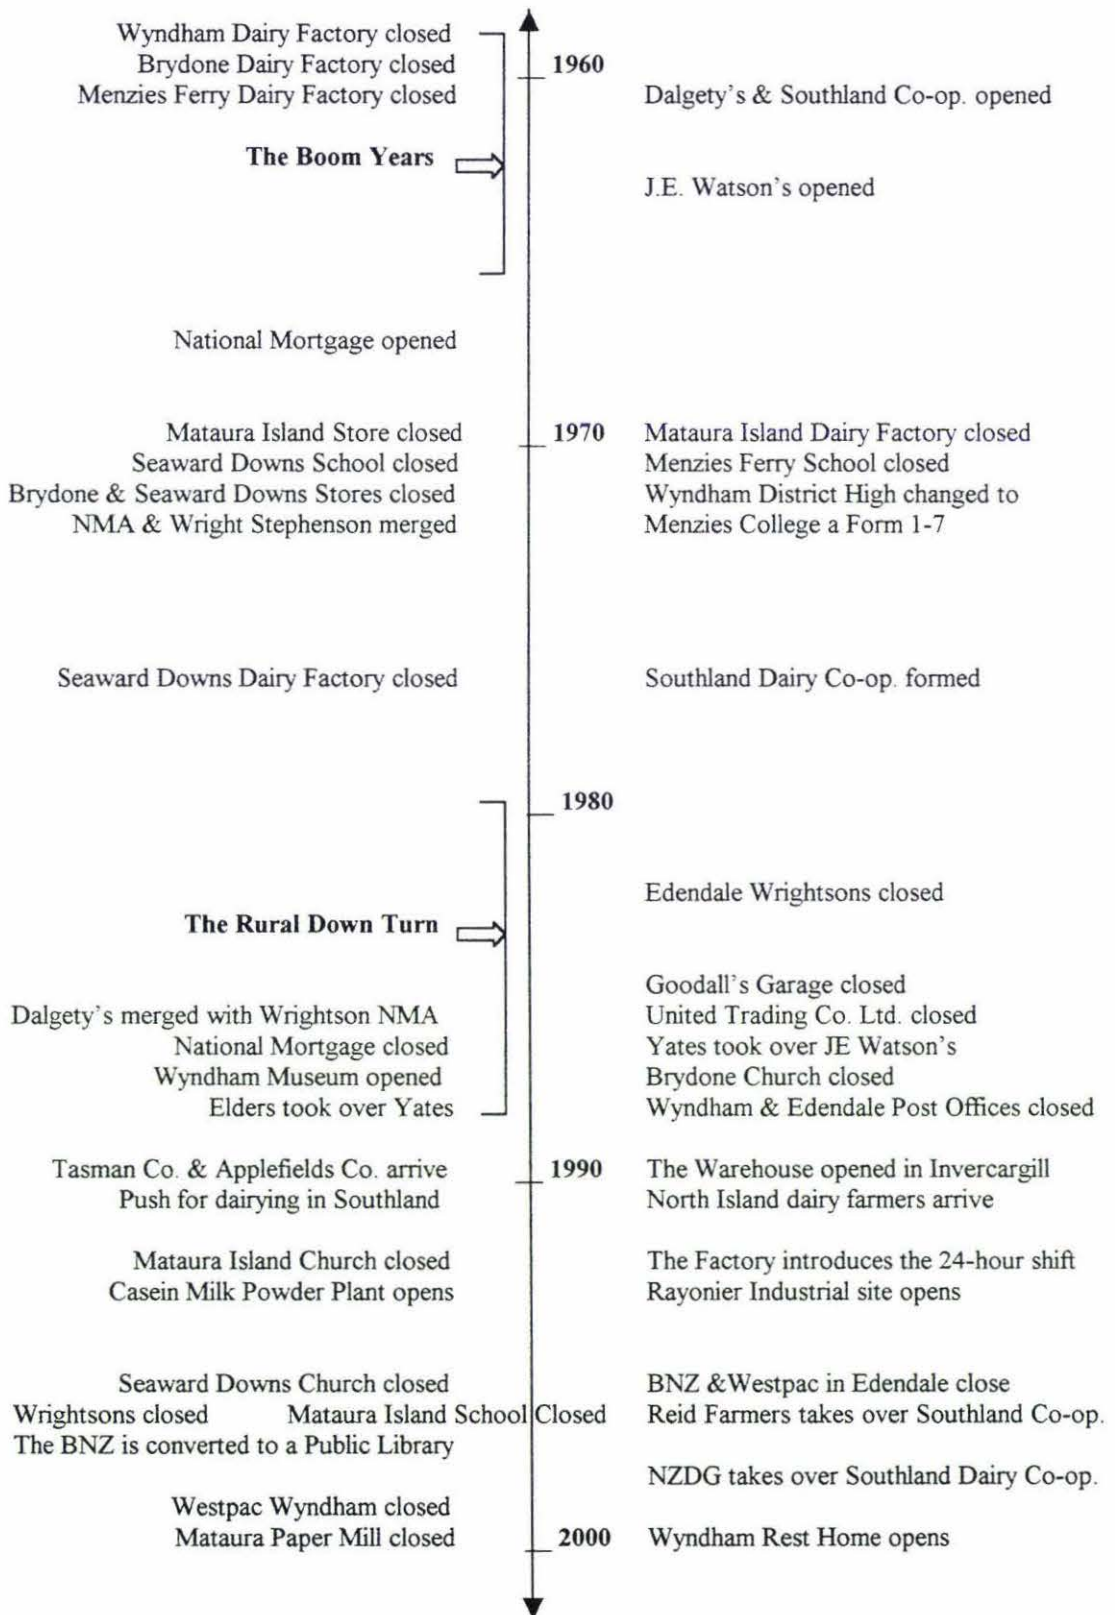 Wyndham Dairy Factory closed
Brydone Dairy Factory closed
1960
Menzies Ferry Dairy Factory closed
Dalgety's & Southland Co-op. opened
The Boom Years
J.E. Watson's opened
National Mortgage opened
Mataura Island Store closed
1970
Mataura Island Dairy Factory closed
Seaward Downs School closed
Menzies Ferry School closed
Brydone & Seaward Downs Stores closed
Wyndham District High changed to
NMA & Wright Stephenson merged
Menzies College a Form 1-7
Seaward Downs Dairy Factory closed
Southland Dairy Co-op. formed
1980
Edendale Wrightsons closed
The Rural Down Turn
Goodall's Garage closed
Dalgety's merged with Wrightson NMA
United Trading Co. Ltd. closed
National Mortgage closed
Yates took over JE Watson's
Wyndham Museum opened
Brydone Church closed
Elders took over Yates
Wyndham & Edendale Post Offices closed
Tasman Co. & Applefields Co. arrive
1990
The Warehouse opened in Invercargill
Push for dairying in Southland
North Island dairy farmers arrive
Mataura Island Church closed
The Factory introduces the 24-hour shift
Casein Milk Powder Plant opens
Rayonier Industrial site opens
Seaward Downs Church closed
BNZ &Westpac in Edendale close
Wrightsons closed
Mataura Island School Closed
Reid Farmers takes over Southland Co-op.
The BNZ is converted to a Public Library
NZDG takes over Southland Dairy Co-op.
Westpac Wyndham closed
Mataura Paper Mill closed
2000
Wyndham Rest Home opens